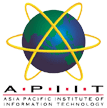 A·P·I·I·T
ASIA PACIFIC INSTITUTE OF
INFORMATION TECHNOLOGY